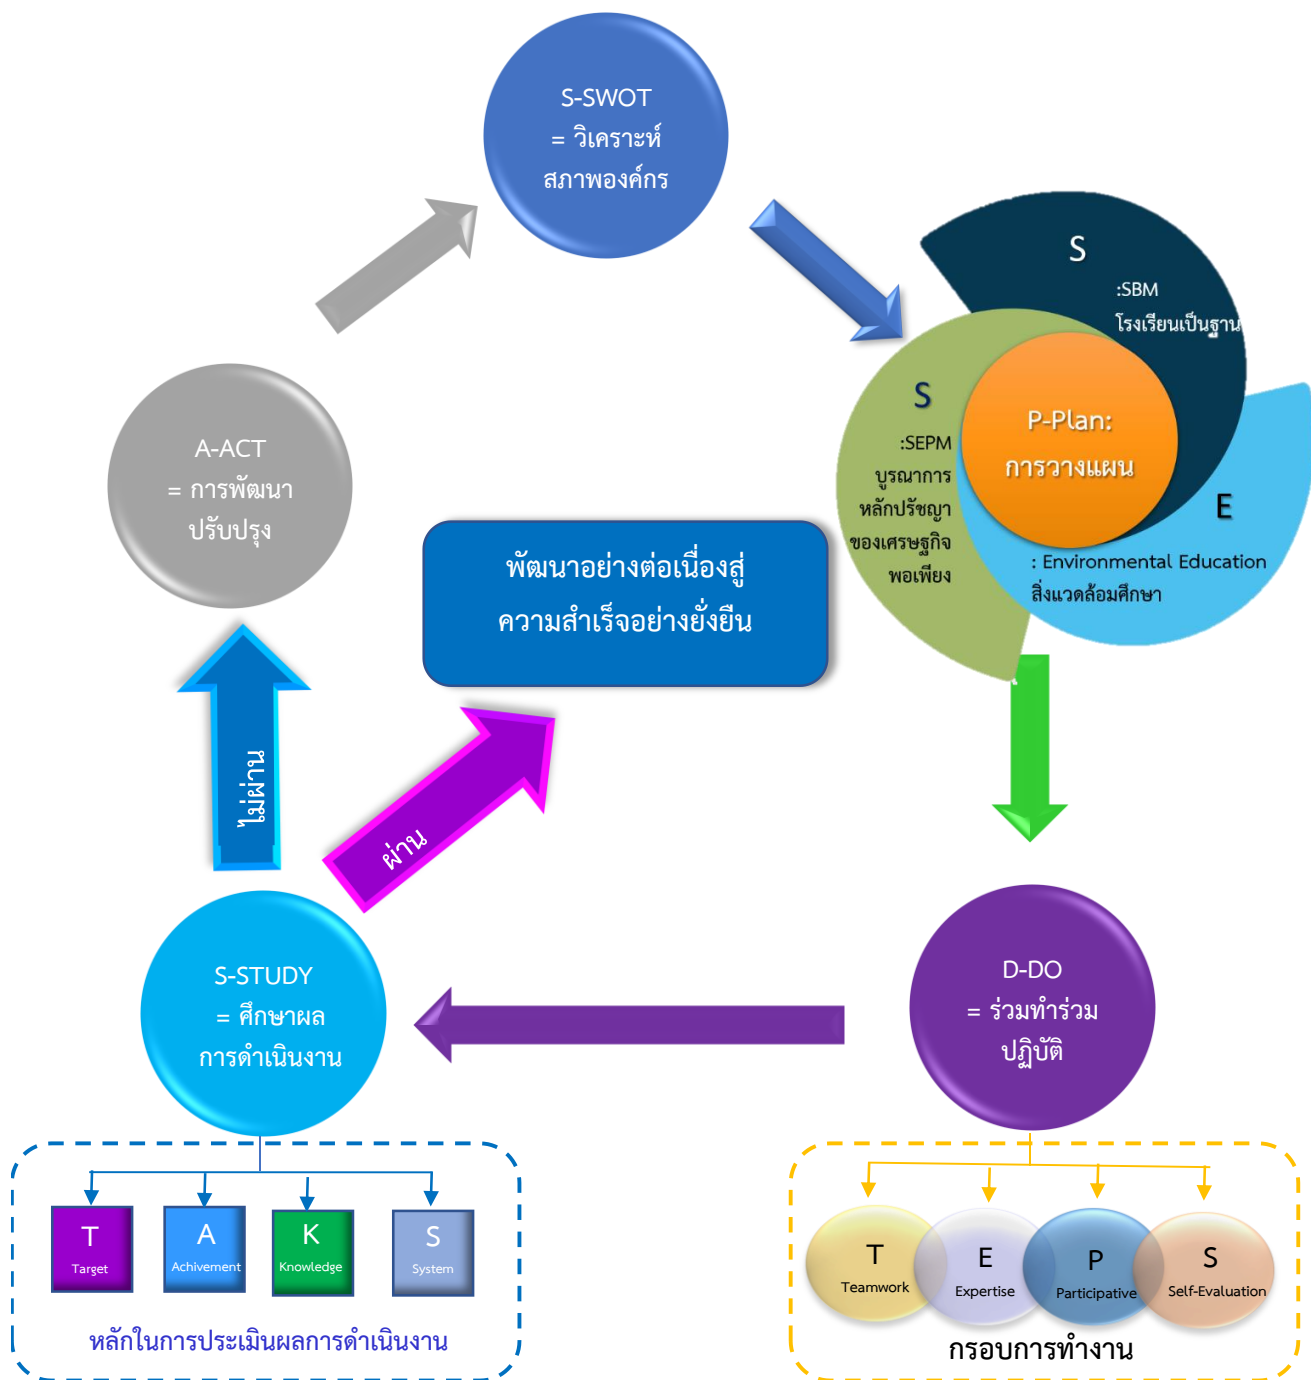 S-SWOT
= วิเคราะห์
สภาพองค์กร
S
:SBM
โรงเรียนเป็นฐาน
S
:SEPM
บูรณาการ
หลักปรัชญา
ของเศรษฐกิจ
พอเพียง
P-Plan:
การวางแผน
E
: Environmental Education
สิ่งแวดล้อมศึกษา
A-ACT
= การพัฒนา
ปรับปรุง
พัฒนาอย่างต่อเนื่องสู่
ความสำเร็จอย่างยั่งยืน
ไม่ผ่าน
ผ่าน
S-STUDY
= ศึกษาผล
การดำเนินงาน
D-DO
= ร่วมทำร่วม
ปฏิบัติ
T
Target
A
Achivement
K
Knowledge
S
System
หลักในการประเมินผลการดำเนินงาน
T
Teamwork
E
Expertise
P
Participative
S
Self-Evaluation
กรอบการทำงาน